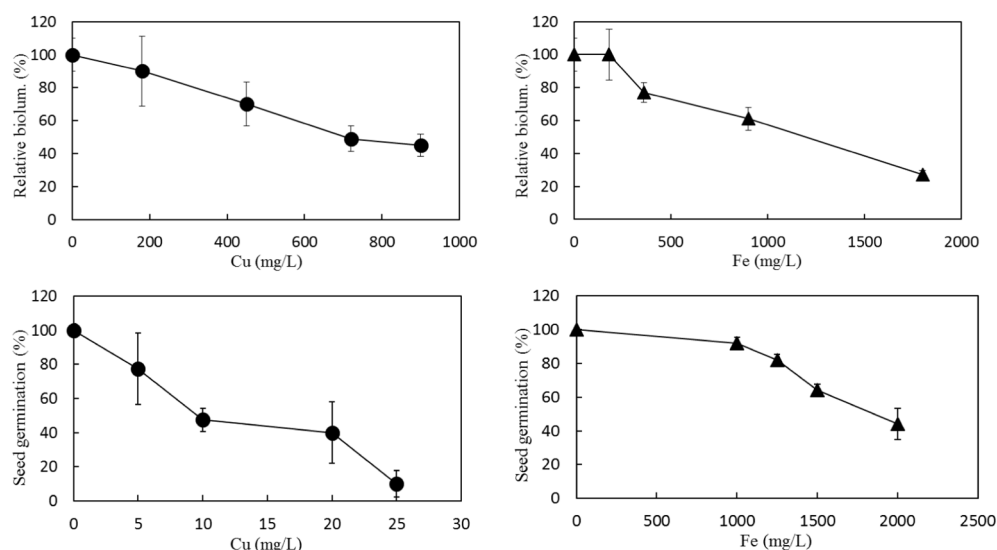 120
100
80
60
40
20
0
Relative biolum. (%)
0 200 400 600 800 1000
Cu (mg/L)
120
100
80
60
40
20
0
Relative biolum. (%)
0 500 1000 1500 2000
Fe (mg/L)
120
100
80
60
40
20
0
Seed germination (%)
0 5 10 15 20 25 30
Cu (mg/L)
120
100
80
60
40
20
0
Seed germination (%)
0 500 1000 1500 2000 2500
Fe (mg/L)